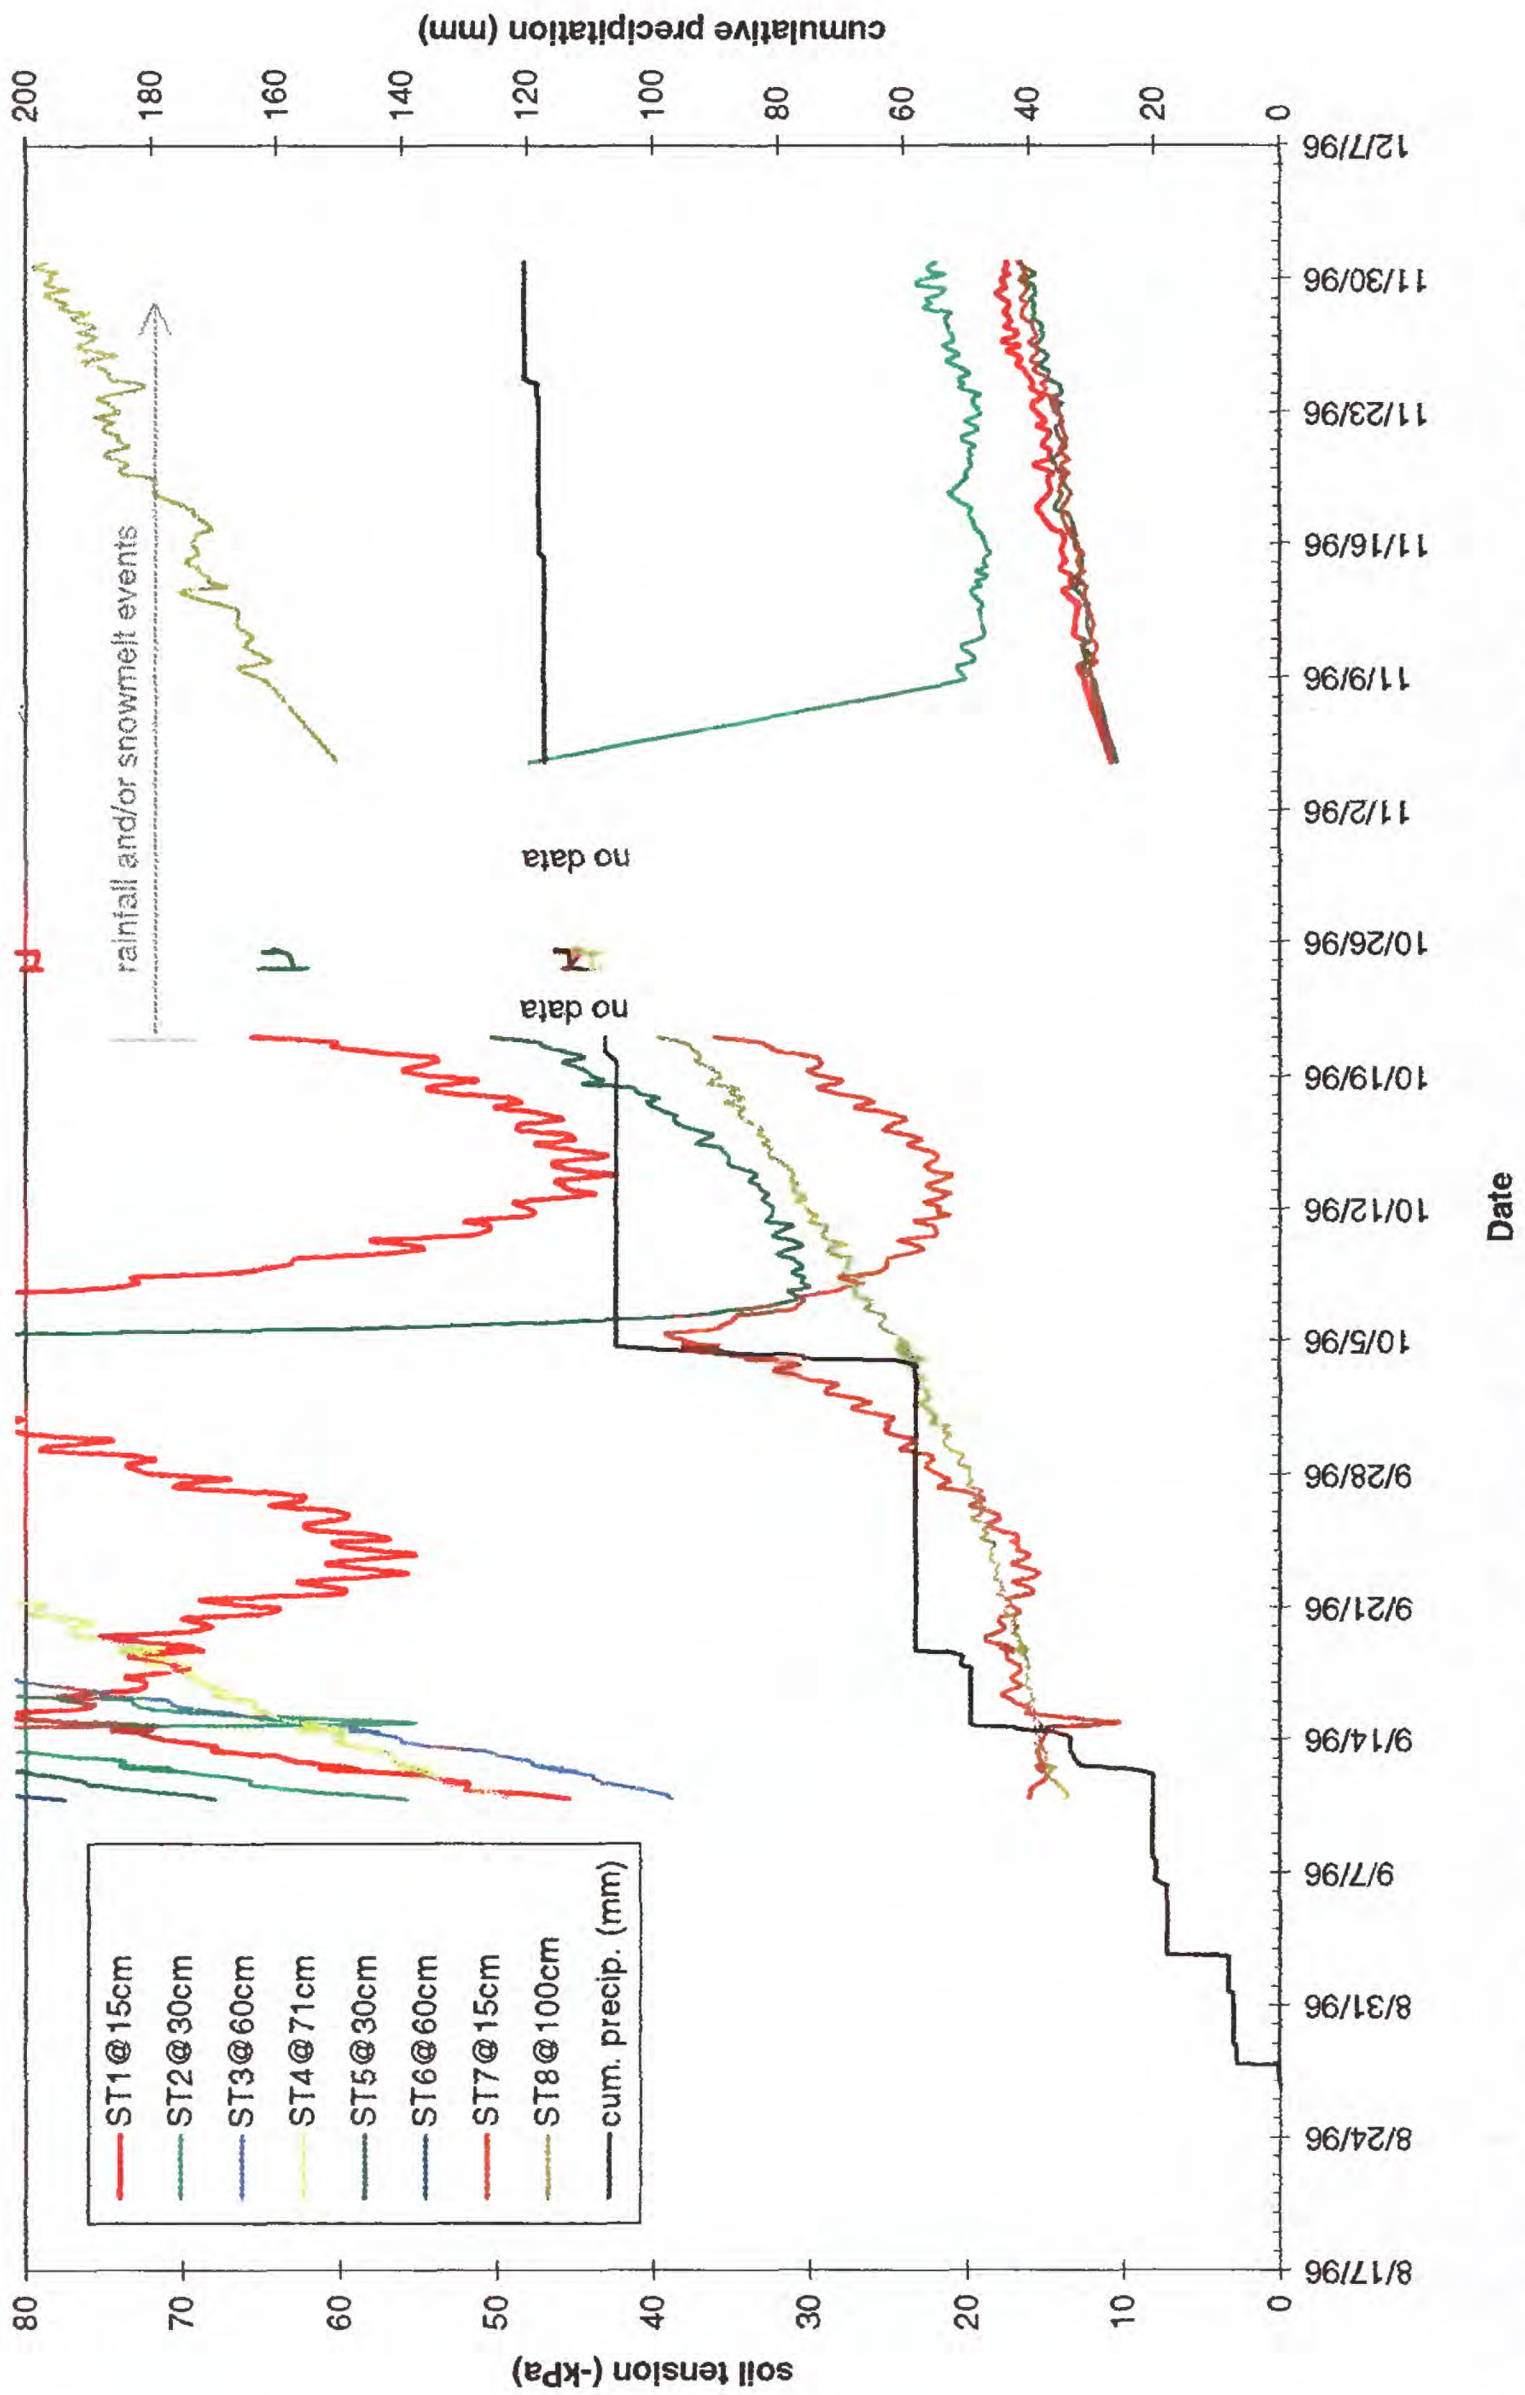 cumulative precipitation (mm)
200
180
160
140
120
100
80
60
40
20
0
rainfall and/or snowmelt events
no data
no data
ST1@15cm
ST2@30cm
ST3@60cm
ST4@71cm
ST5@30cm
ST6@60cm
ST7@15cm
ST8@100cm
cum. precip. (mm)
80
70
60
50
40
30
20
10
0
soil tension (-kPa)
8/17/96
8/24/96
8/31/96
9/7/96
9/14/96
9/21/96
9/28/96
10/5/96
10/12/96
10/19/96
10/26/96
11/2/96
11/9/96
11/16/96
11/23/96
11/30/96
12/7/96
Date